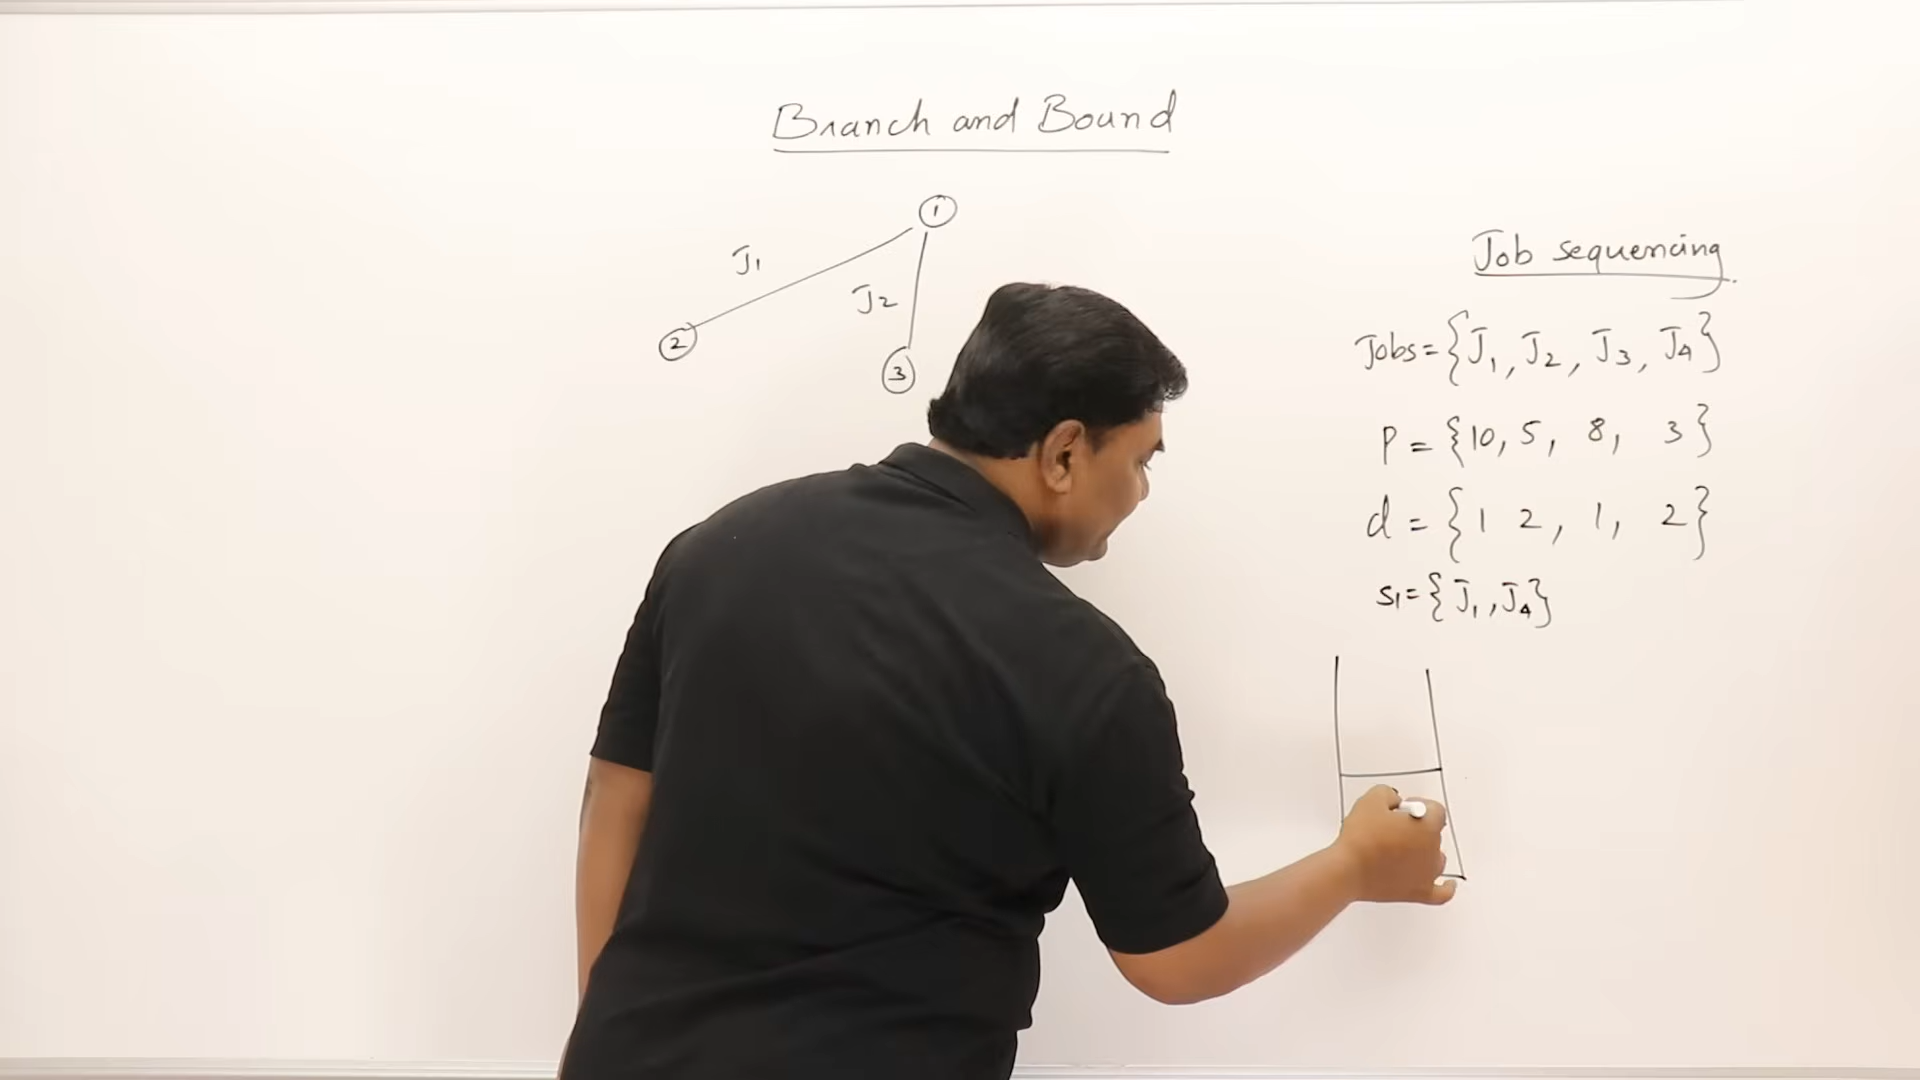 Branch and Bound
1
J1
J2
2
3
Job sequencing
Jobs = {J1, J2, J3, J4}
P = {10, 5, 8, 3}
d = {1 2, 1, 2}
S1 = {J1, J4}